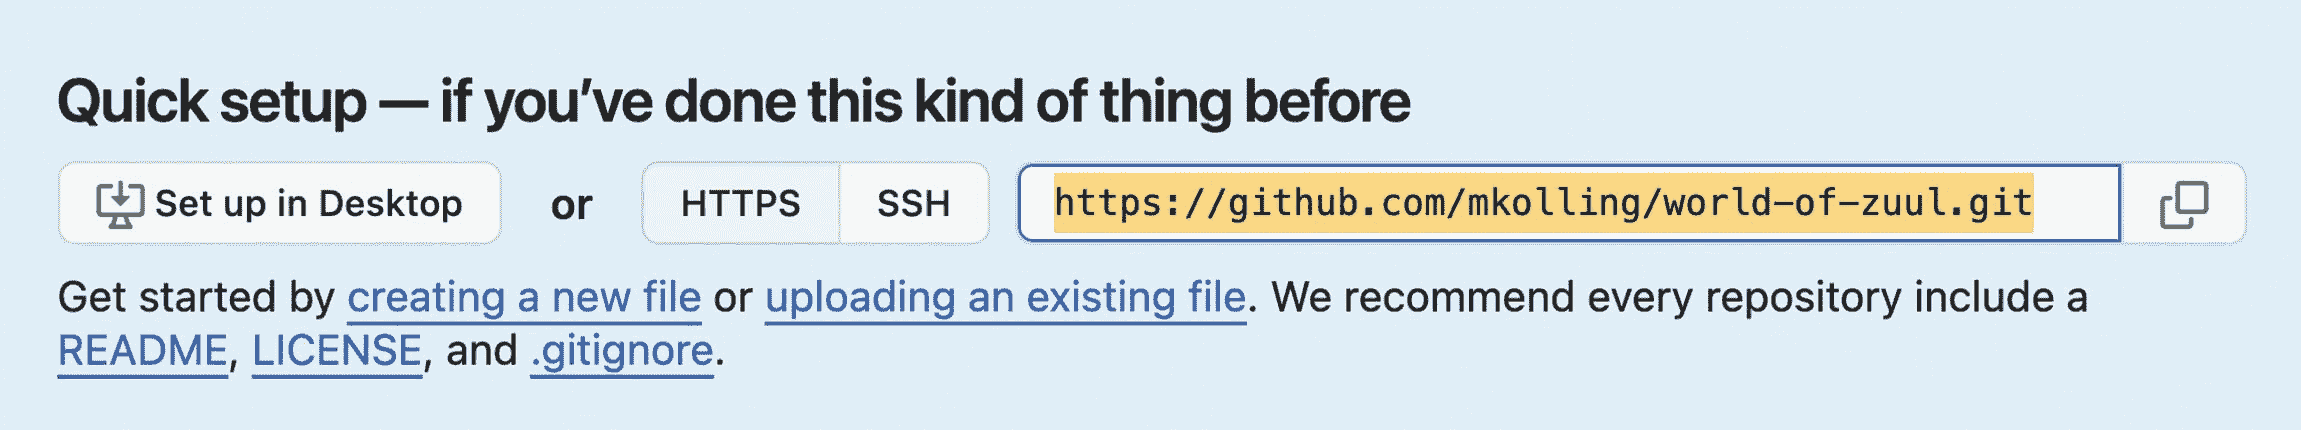 Quick setup — if you’ve done this kind of thing before
Set up in Desktop or HTTPS SSH https://github.com/mkolling/world-of-zuul.git
Get started by creating a new file or uploading an existing file. We recommend every repository include a
README, LICENSE, and .gitignore.